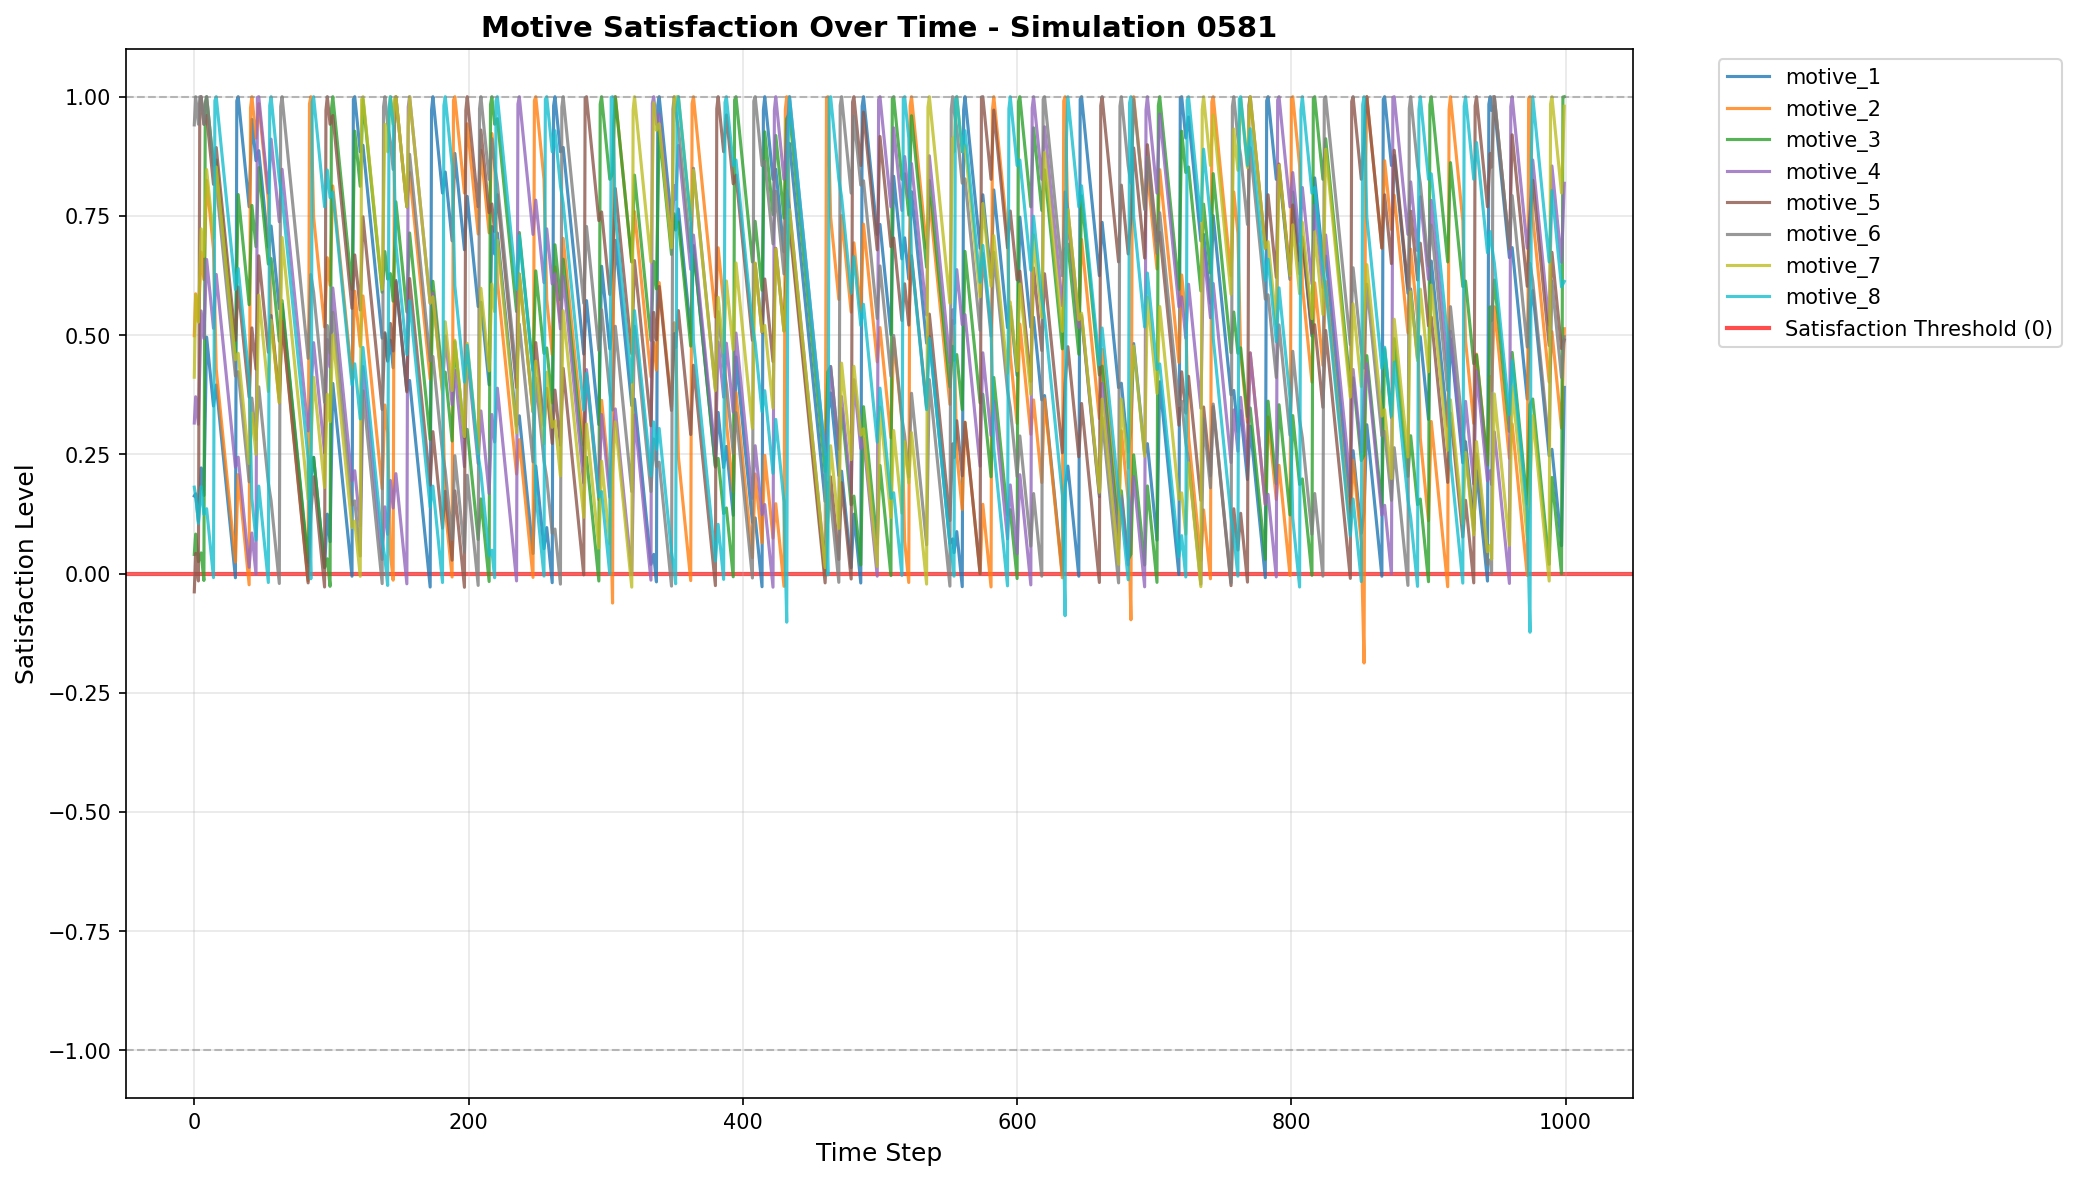 Motive Satisfaction Over Time - Simulation 0581
1.00
0.75
0.50
0.25
0.00
−0.25
−0.50
−0.75
−1.00
Satisfaction Level
0
200
400
600
800
1000
Time Step
motive_1
motive_2
motive_3
motive_4
motive_5
motive_6
motive_7
motive_8
Satisfaction Threshold (0)